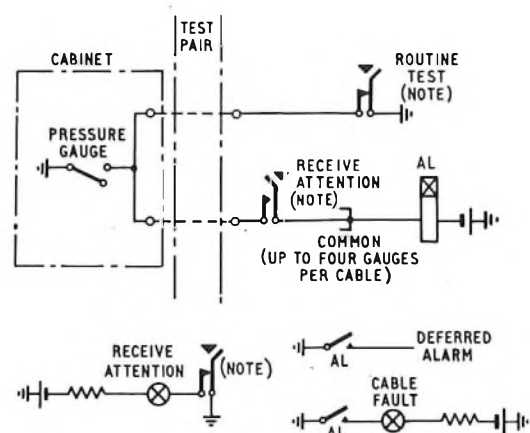 TEST
PAIR
CABINET
ROUTINE
TEST
(NOTE)
PRESSURE
GAUGE
RECEIVE
ATTENTION
(NOTE)
AL
COMMON
(UP TO FOUR GAUGES
PER CABLE)
RECEIVE
ATTENTION
(NOTE)
AL
DEFERRED
ALARM
CABLE
FAULT
AL